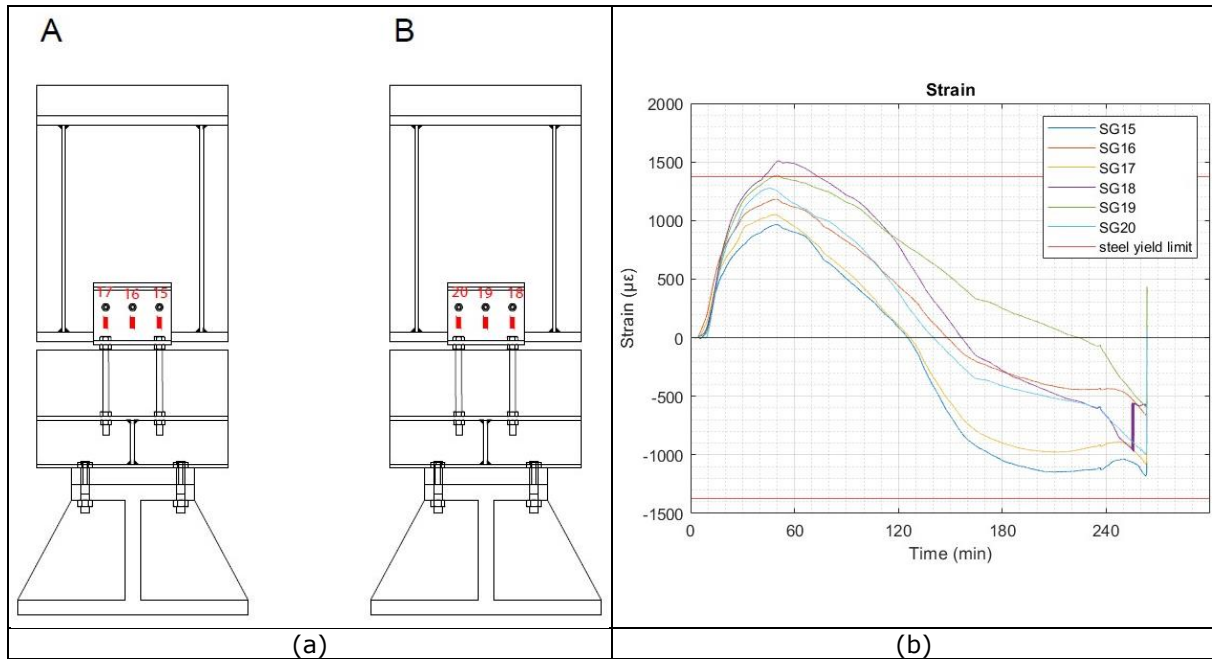 A
B
17 16 15
20 19 18
Strain
2000
1500
1000
500
0
-500
-1000
-1500
Strain (µε)
SG15
SG16
SG17
SG18
SG19
SG20
steel yield limit
0 60 120 180 240
Time (min)
(a)
(b)